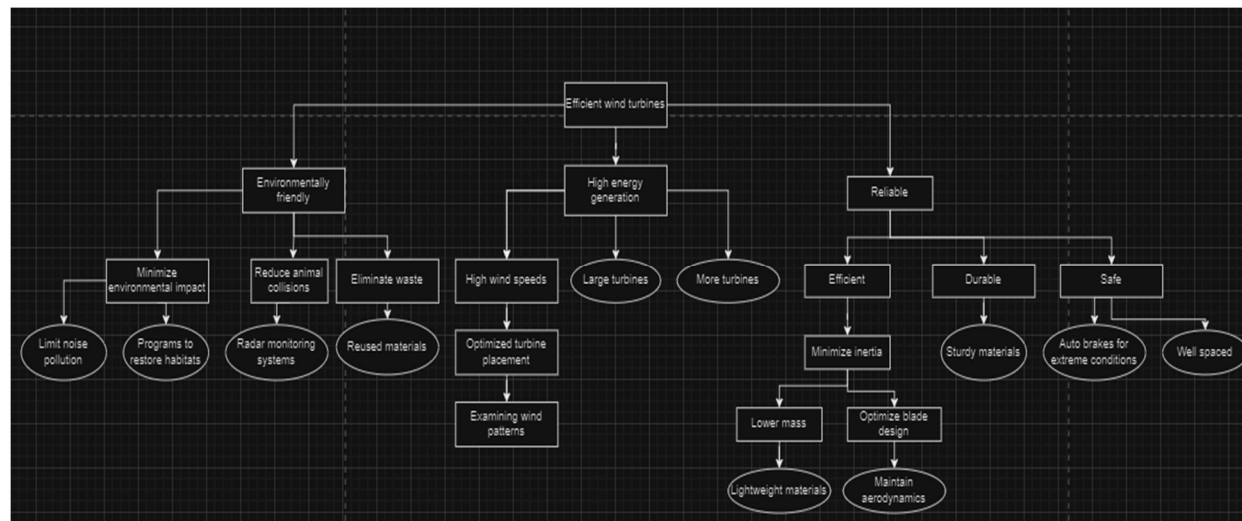 Efficient wind turbines
Environmentally
friendly
High energy
generation
Reliable
Minimize
environmental impact
Reduce animal
collisions
Eliminate waste
High wind speeds
Large turbines
More turbines
Efficient
Durable
Safe
Limit noise
pollution
Programs to
restore habitats
Radar monitoring
systems
Reused materials
Optimized turbine
placement
Minimize inertia
Sturdy materials
Auto brakes for
extreme conditions
Well spaced
Examining wind
patterns
Lower mass
Optimize blade
design
Lightweight materials
Maintain
aerodynamics